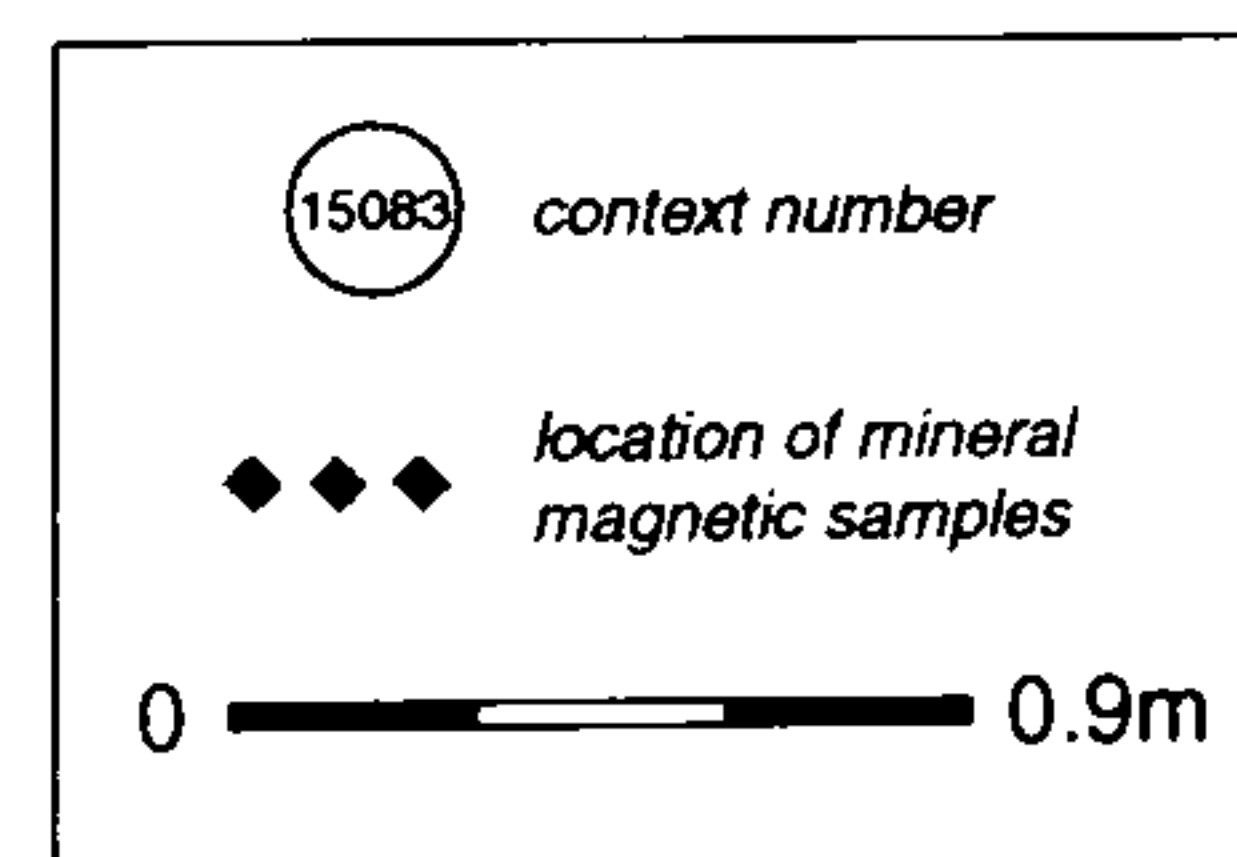 15083 context number
location of mineral
magnetic samples
0 0.9m